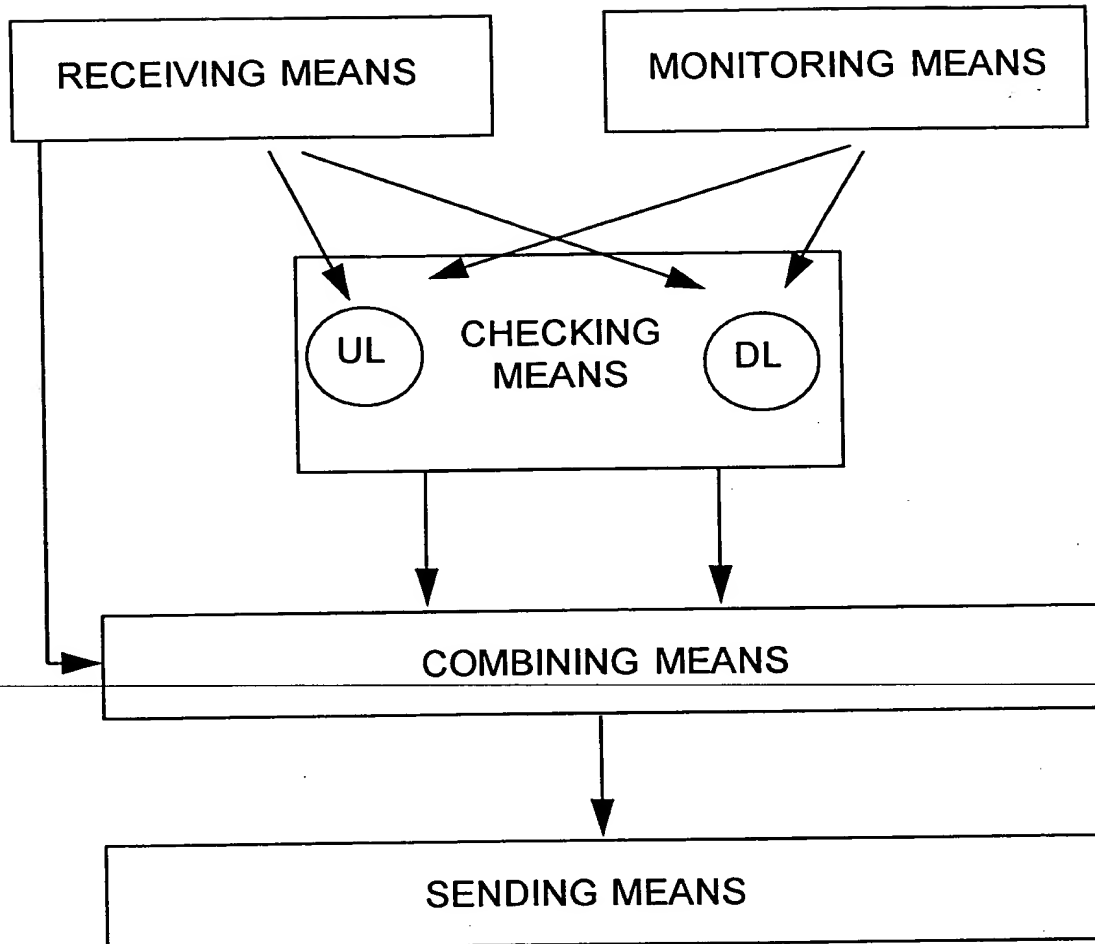 RECEIVING MEANS
MONITORING MEANS
UL
CHECKING
MEANS
DL
COMBINING MEANS
SENDING MEANS